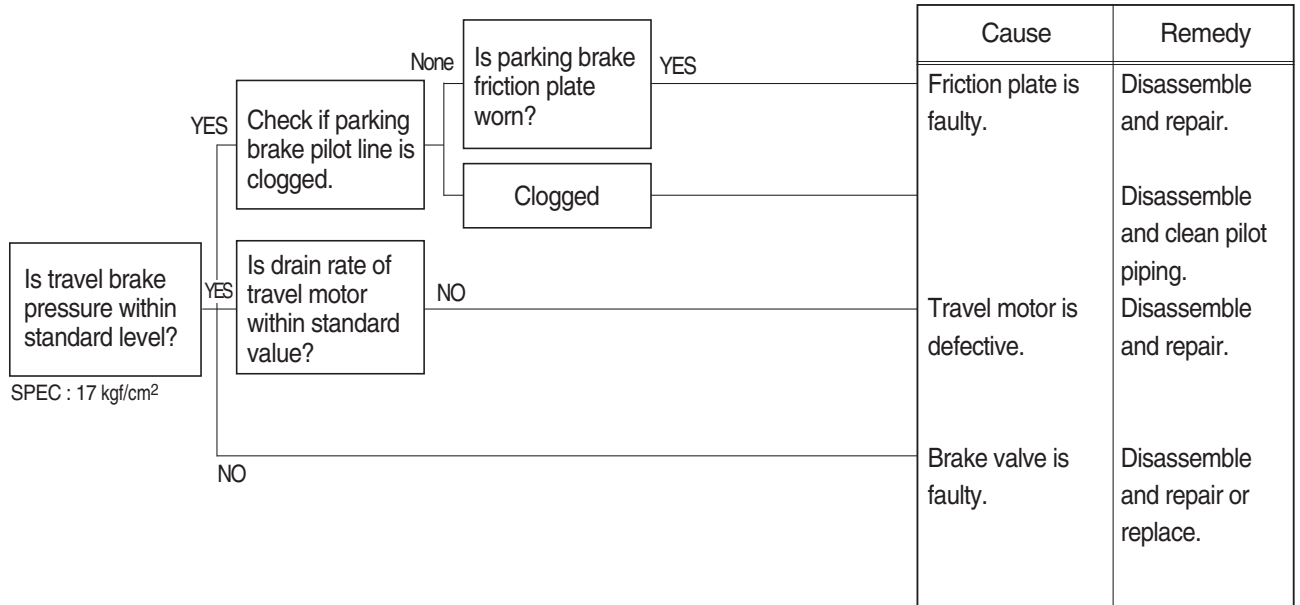 Cause
Remedy
None
Is parking brake
friction plate
worn?
YES
Friction plate is
faulty.
Disassemble
and repair.
YES
Check if parking
brake pilot line is
clogged.
Clogged
Disassemble
and clean pilot
piping.
Is travel brake
pressure within
standard level?
SPEC : 17 kgf/cm²
YES
Is drain rate of
travel motor
within standard
value?
NO
Travel motor is
defective.
Disassemble
and repair.
NO
Brake valve is
faulty.
Disassemble
and repair or
replace.